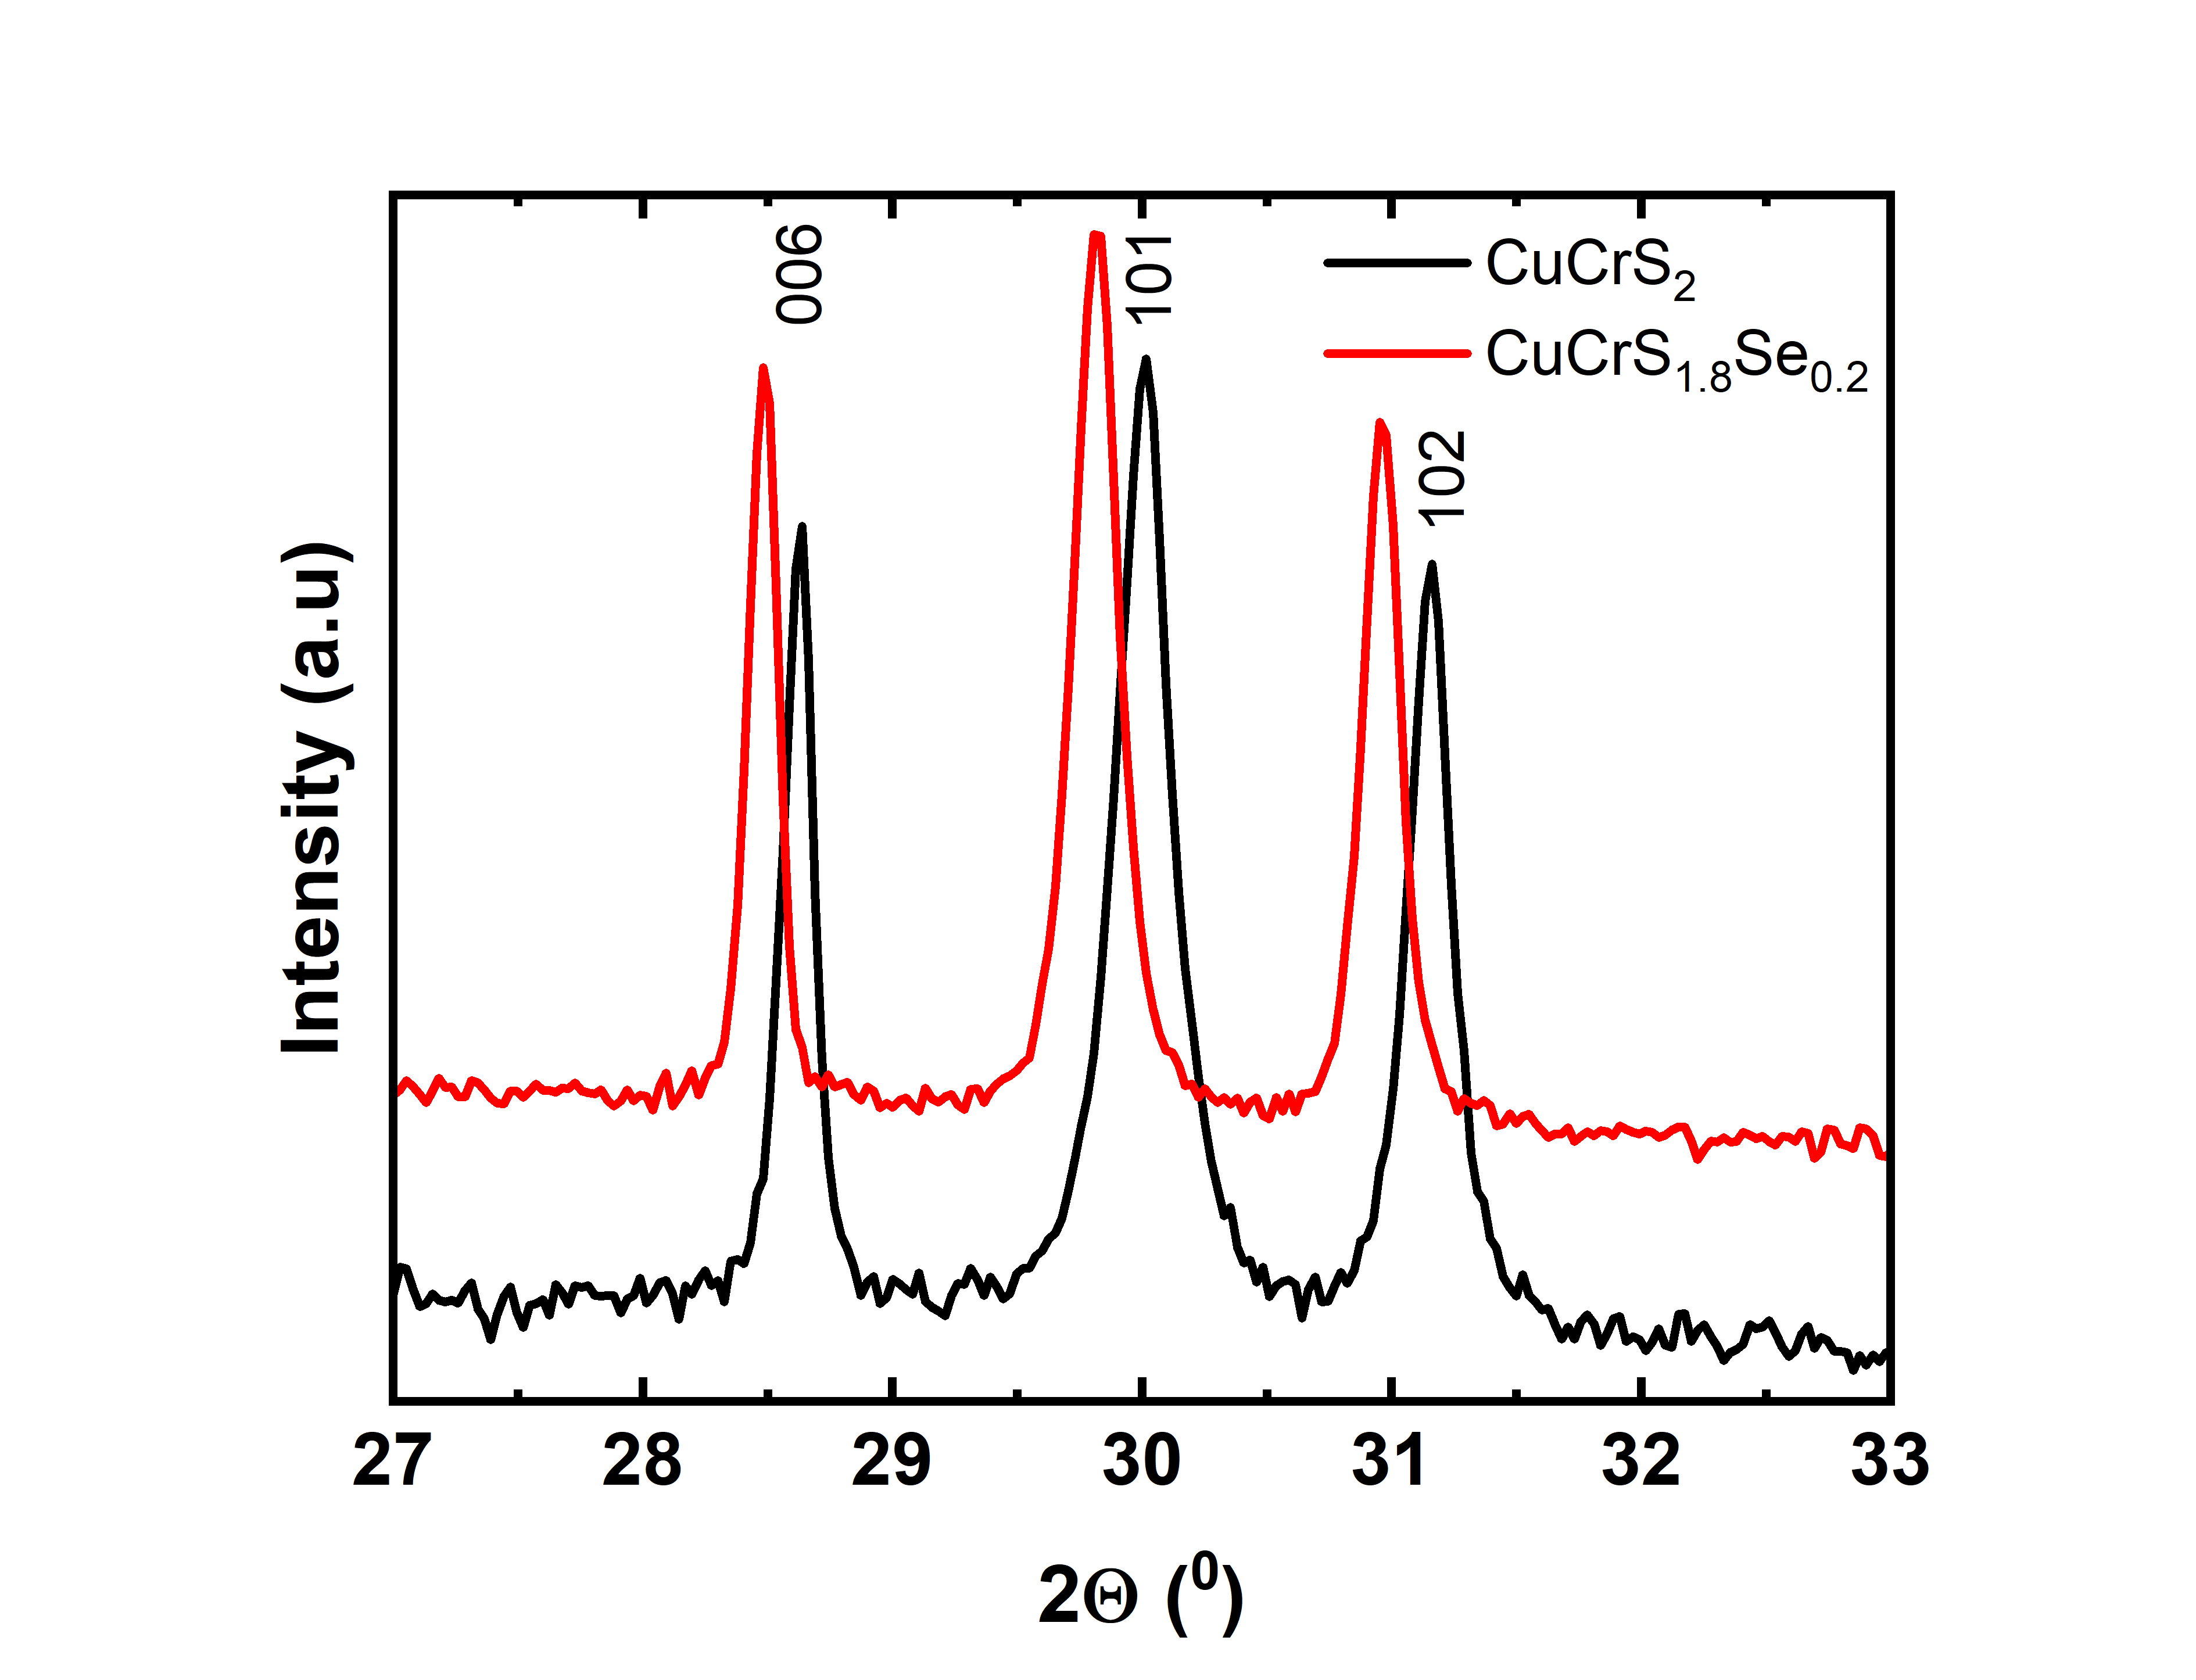 006
101
102
CuCrS₂
CuCrS₁.₈Se₀.₂
Intensity (a.u)
27 28 29 30 31 32 33
2Θ (⁰)